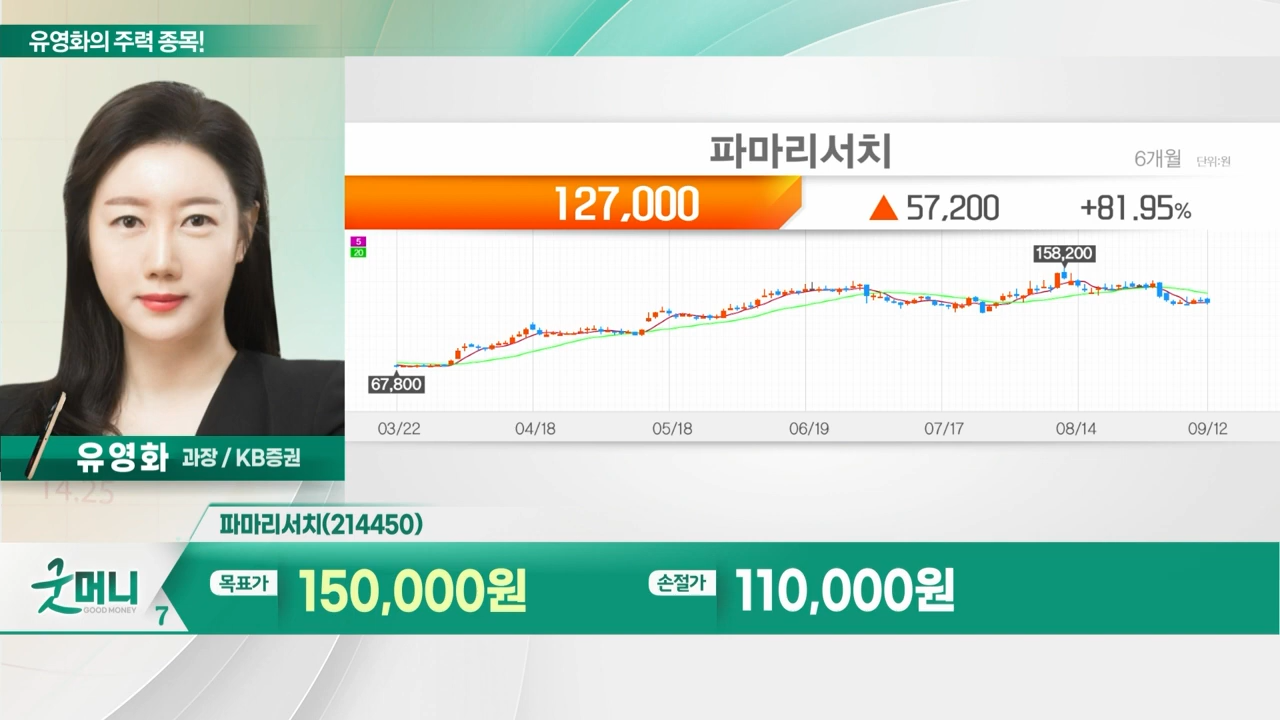 유영화의 주력 종목!
파마리서치
6개월 단위:원
127,000 ▲ 57,200 +81.95%
5
20
158,200
67,800
03/22 04/18 05/18 06/19 07/17 08/14 09/12
유영화 과장 / KB증권
14.25
파마리서치(214450)
굿머니
GOOD MONEY
7
목표가 150,000원 손절가 110,000원